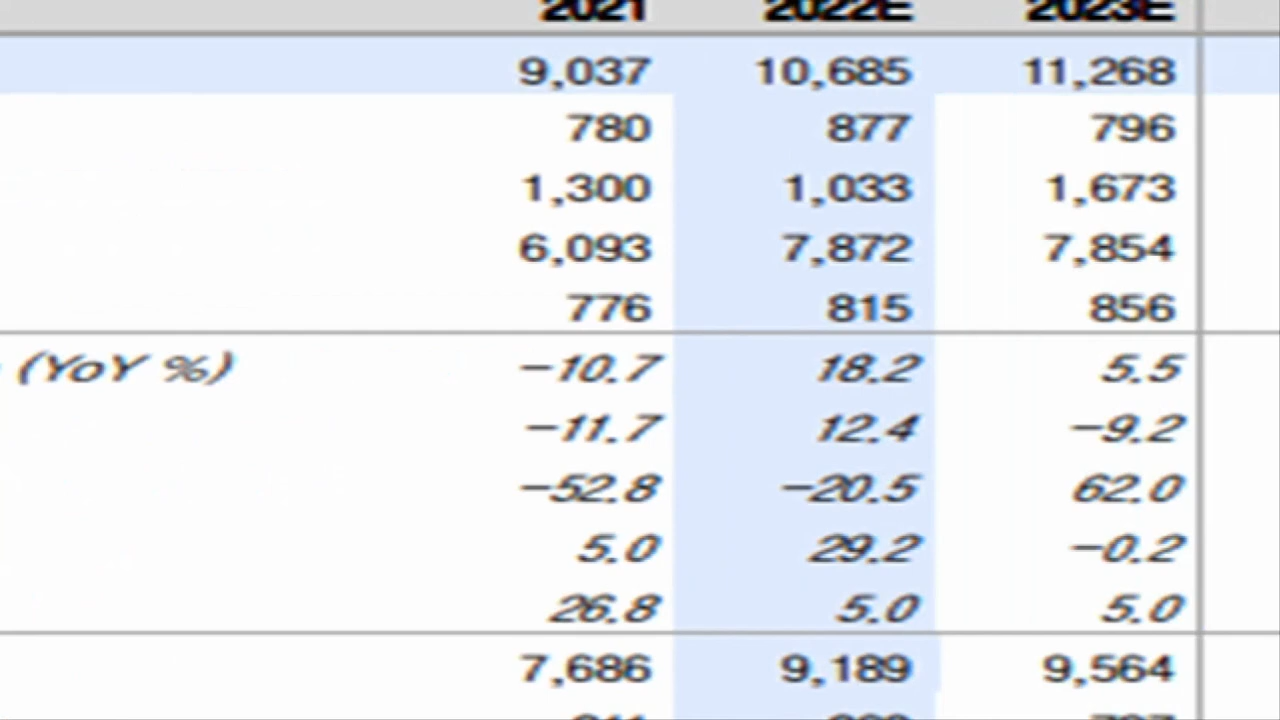 2021 2022E 2023E
9,037 10,685 11,268
780 877 796
1,300 1,033 1,673
6,093 7,872 7,854
776 815 856
(YoY %) −10.7 18.2 5.5
−11.7 12.4 −9.2
−52.8 −20.5 62.0
5.0 29.2 −0.2
26.8 5.0 5.0
7,686 9,189 9,564